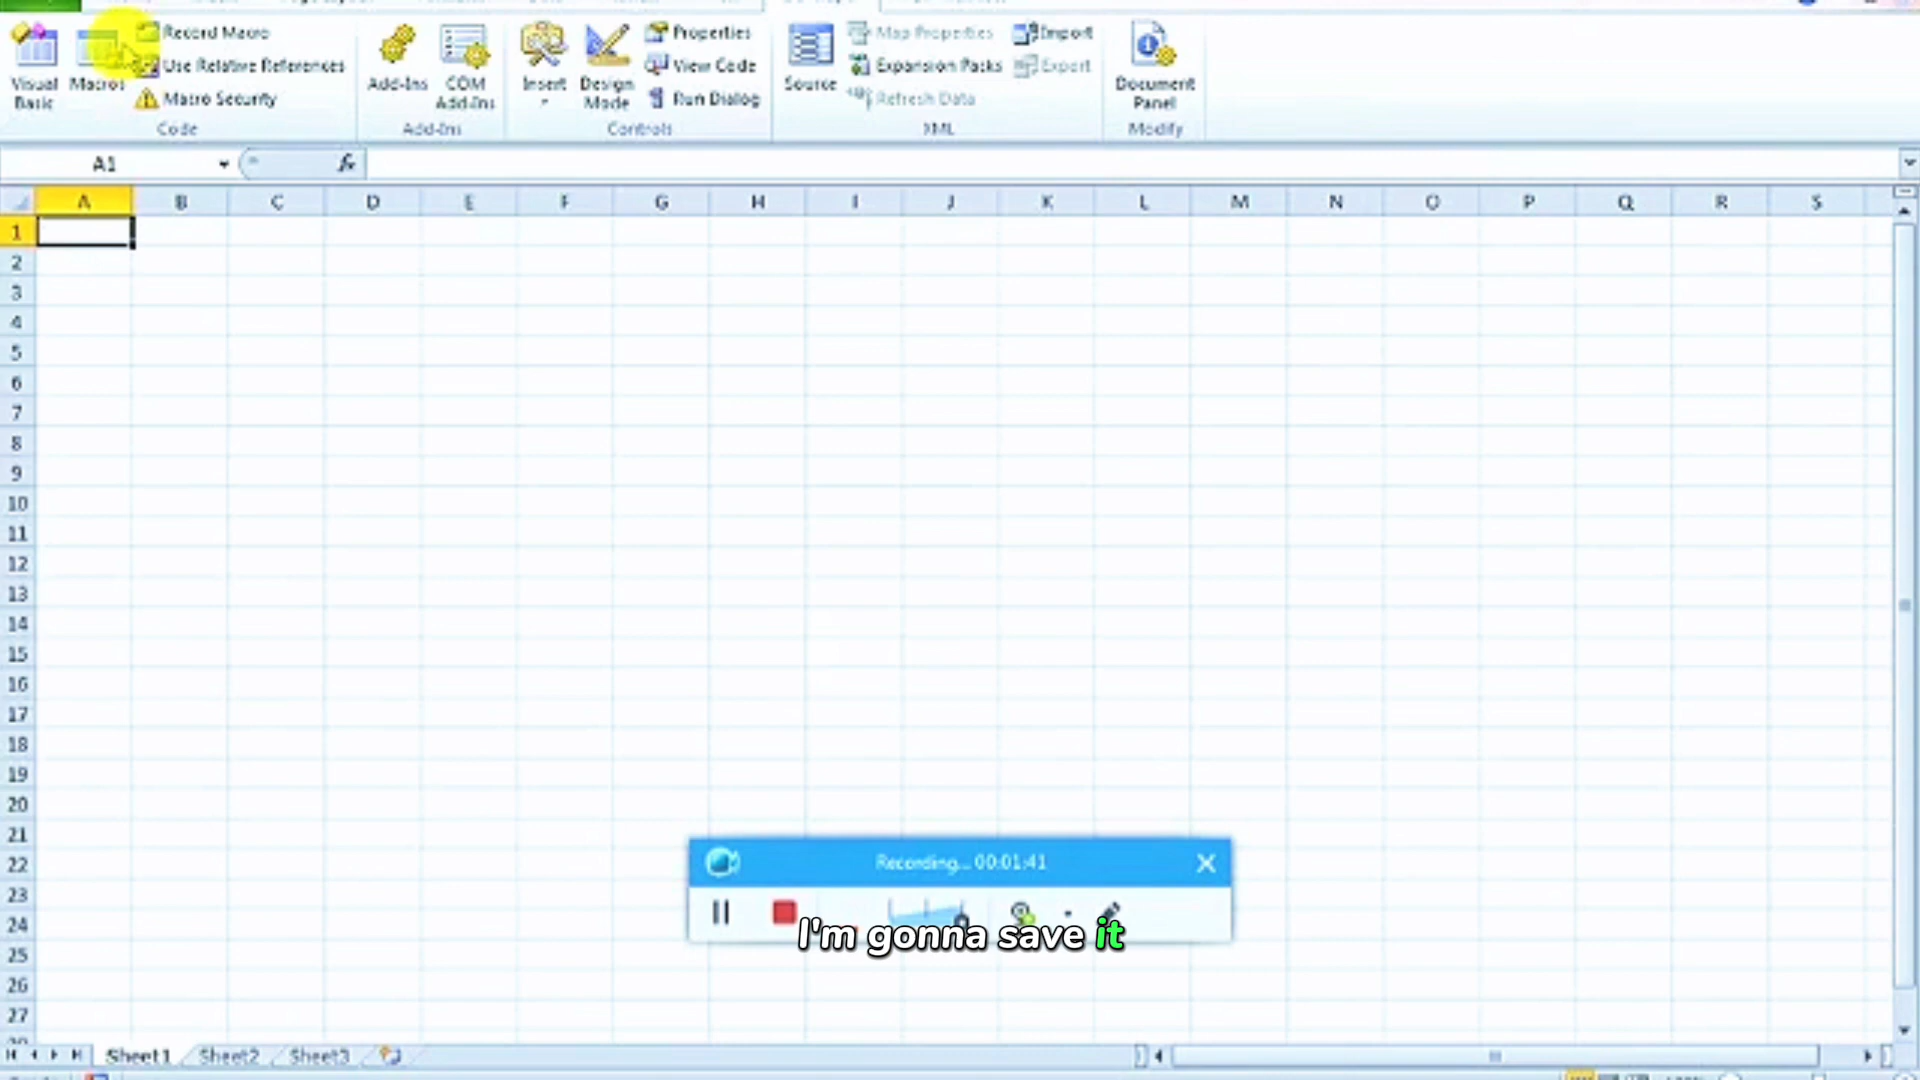 Record Macro
Properties
Map Properties
Import
Use Relative References
View Code
Expansion Packs
Export
Visual Basic
Macros
Add-Ins
COM Add-Ins
Insert
Design Mode
Source
Document Panel
Macro Security
Run Dialog
Refresh Data
Code
Add-Ins
Controls
XML
Modify
A1
fx
A B C D E F G H I J K L M N O P Q R S
1
2
3
4
5
6
7
8
9
10
11
12
13
14
15
16
17
18
19
20
21
22
23
24
25
26
27
Recording... 00:01:41
I'm gonna save it
Sheet1 Sheet2 Sheet3